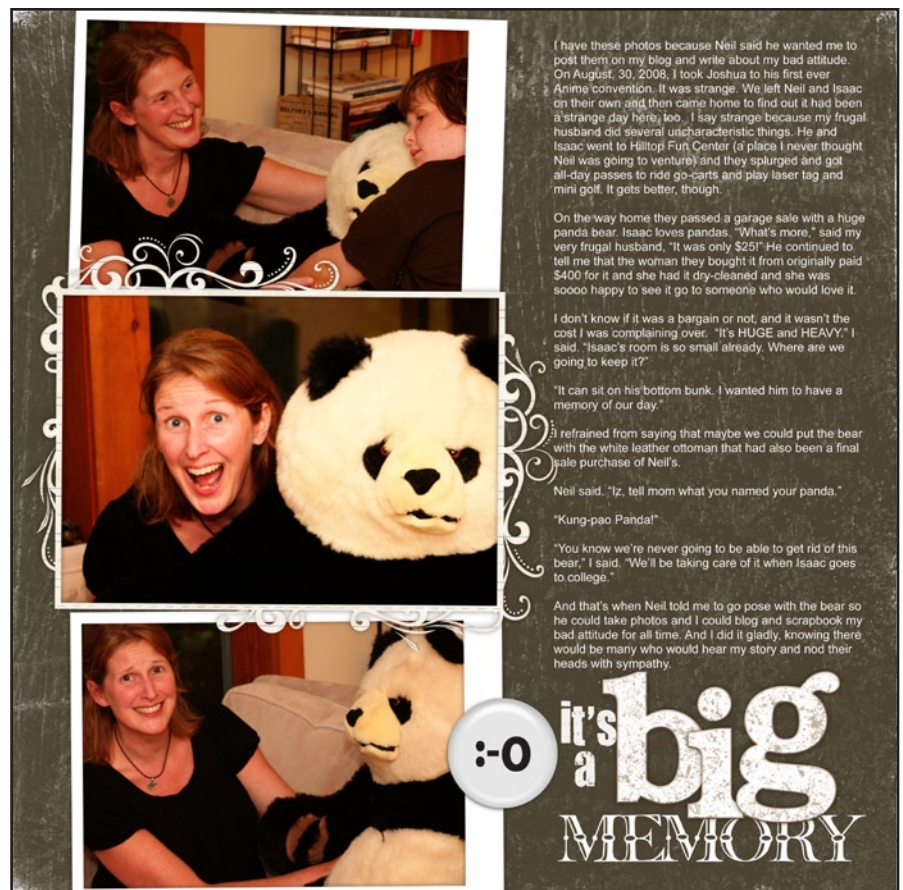 I have these photos because Neil said he wanted me to
post them on my blog and write about my bad attitude.
On August, 30, 2008, I took Joshua to his first ever
Anime convention. It was strange. We left Neil and Isaac
on their own and then came home to find out it had been
a strange day here, too.  I say strange because my frugal
husband did several uncharacteristic things. He and
Isaac went to Hilltop Fun Center (a place I never thought
Neil was going to venture) and they splurged and got
all-day passes to ride go-carts and play laser tag and
mini golf. It gets better, though.

On the way home they passed a garage sale with a huge
panda bear. Isaac loves pandas. “What’s more,” said my
very frugal husband, “It was only $25!” He continued to
tell me that the woman they bought it from originally paid
$400 for it and she had it dry-cleaned and she was
soooo happy to see it go to someone who would love it.

I don’t know if it was a bargain or not, and it wasn’t the
cost I was complaining over.  “It’s HUGE and HEAVY.” I
said. “Isaac’s room is so small already. Where are we
going to keep it?”

“It can sit on his bottom bunk. I wanted him to have a
memory of our day.”

I refrained from saying that maybe we could put the bear
with the white leather ottoman that had also been a final
sale purchase of Neil’s.

Neil said. “Iz, tell mom what you named your panda.”

“Kung-pao Panda!”

“You know we’re never going to be able to get rid of this
bear,” I said. “We’ll be taking care of it when Isaac goes
to college.”

And that’s when Neil told me to go pose with the bear so
he could take photos and I could blog and scrapbook my
bad attitude for all time. And I did it gladly, knowing there
would be many who would hear my story and nod their
heads with sympathy.
:-O
it’s
a
big
MEMORY